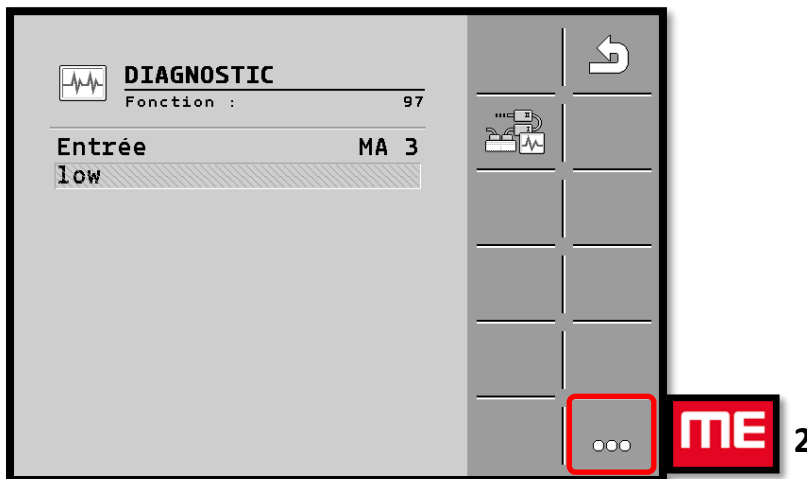 DIAGNOSTIC
Fonction : 97
Entrée MA 3
low
ME 2